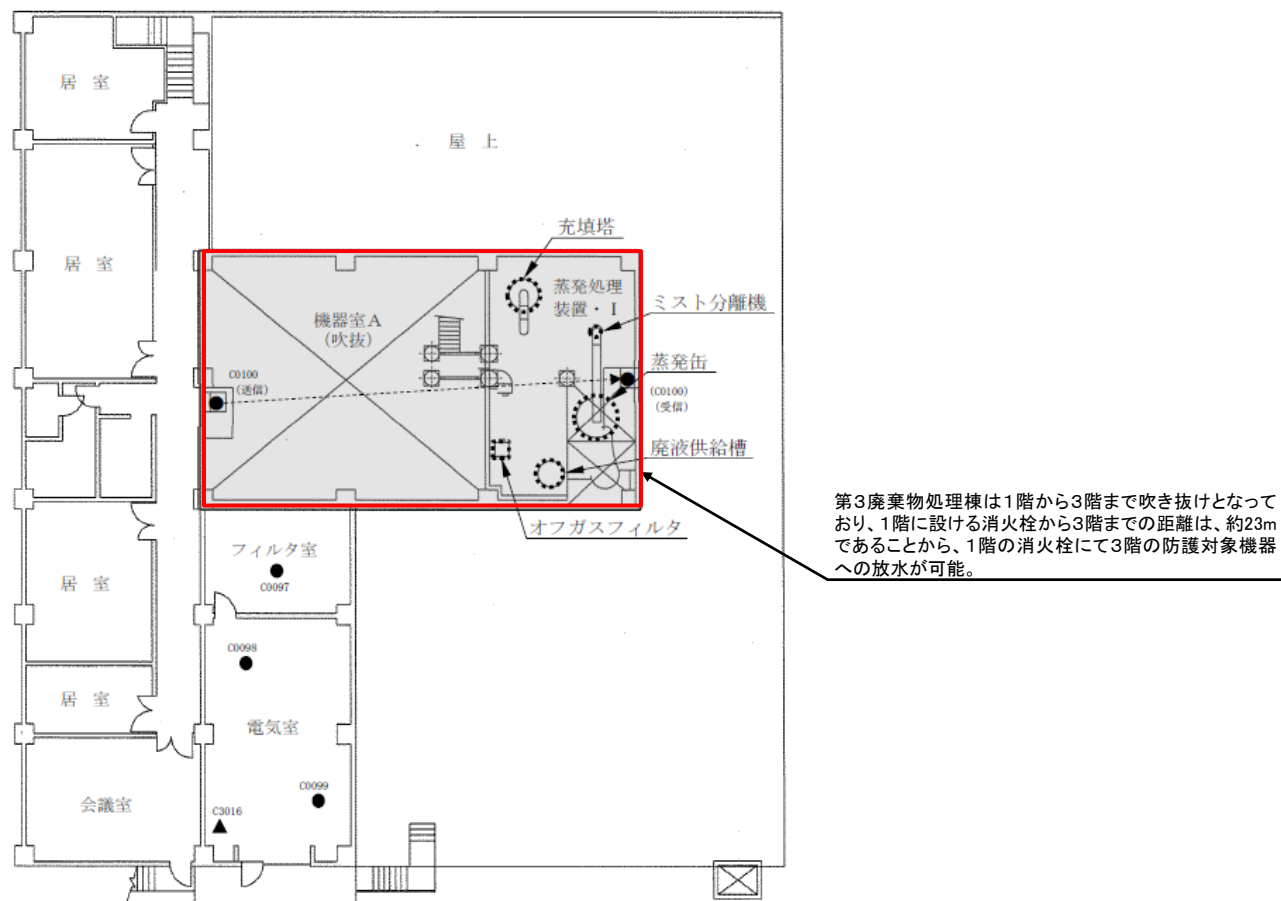 居 室
屋 上
充填塔
居 室
蒸発処理
装置・Ⅰ
ミスト分離機
機器室A
(吹抜)
蒸発缶
C0100
(送信)
(C0100)
(受信)
廃液供給槽
第3廃棄物処理棟は1階から3階まで吹き抜けとなって
おり、1階に設ける消火栓から3階までの距離は、約23m
であることから、1階の消火栓にて3階の防護対象機器
への放水が可能。
オフガスフィルタ
フィルタ室
C0097
居 室
C0098
居 室
電気室
C0099
会議室
C3016